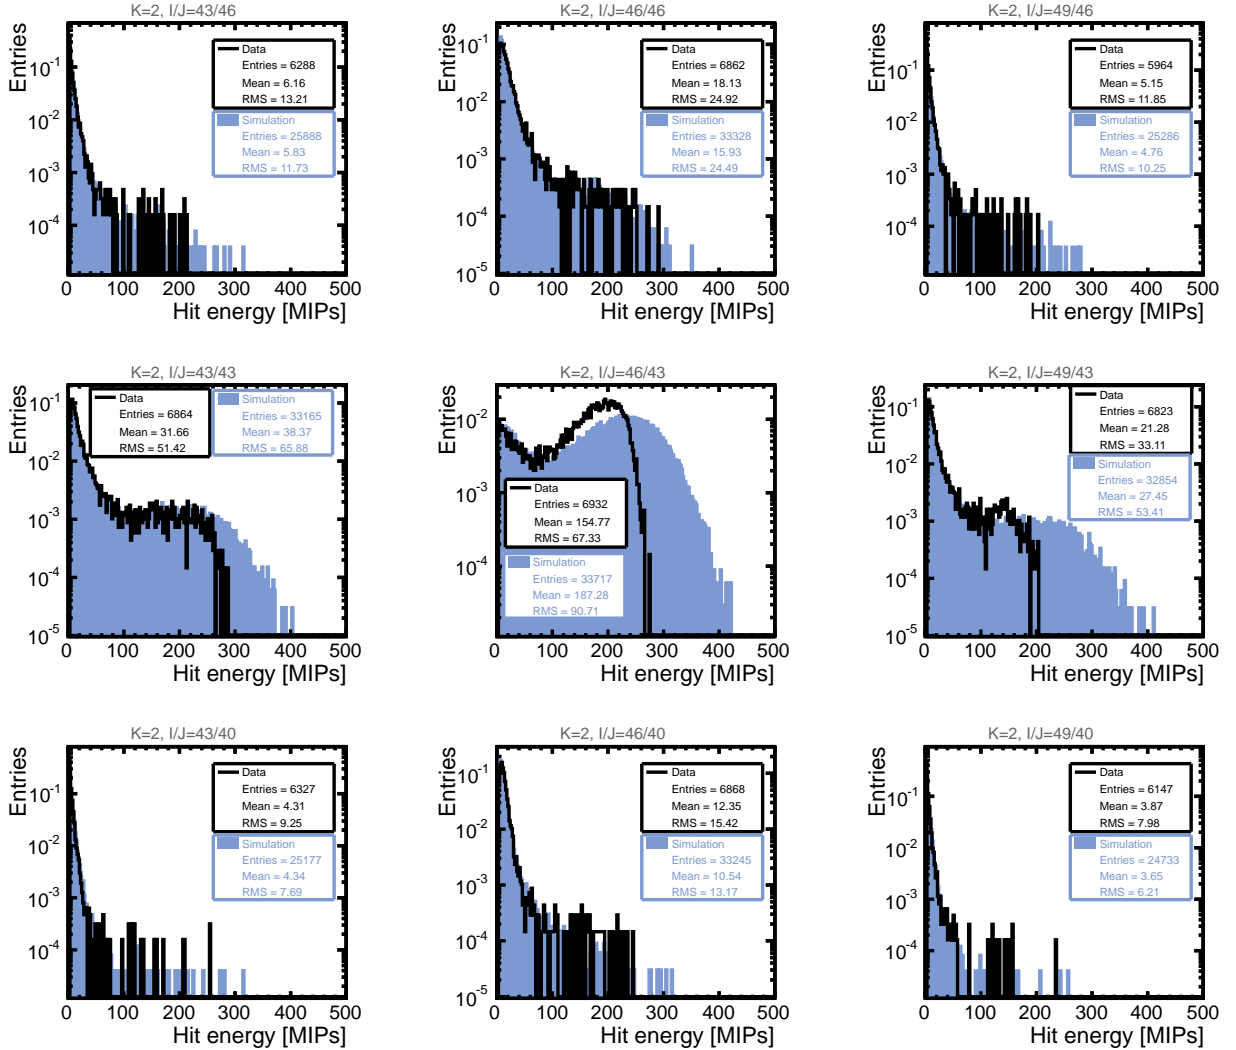 K=2, I/J=43/46
Entries
10⁻¹
10⁻²
10⁻³
10⁻⁴
Data
Entries = 6288
Mean = 6.16
RMS = 13.21
Simulation
Entries = 25888
Mean = 5.83
RMS = 11.73
0 100 200 300 400 500
Hit energy [MIPs]
K=2, I/J=46/46
Entries
10⁻¹
10⁻²
10⁻³
10⁻⁴
10⁻⁵
Data
Entries = 6862
Mean = 18.13
RMS = 24.92
Simulation
Entries = 33328
Mean = 15.93
RMS = 24.49
0 100 200 300 400 500
Hit energy [MIPs]
K=2, I/J=49/46
Entries
10⁻¹
10⁻²
10⁻³
10⁻⁴
Data
Entries = 5964
Mean = 5.15
RMS = 11.85
Simulation
Entries = 25286
Mean = 4.76
RMS = 10.25
0 100 200 300 400 500
Hit energy [MIPs]
K=2, I/J=43/43
Entries
10⁻¹
10⁻²
10⁻³
10⁻⁴
10⁻⁵
Data
Entries = 6864
Mean = 31.66
RMS = 51.42
Simulation
Entries = 33165
Mean = 38.37
RMS = 65.88
0 100 200 300 400 500
Hit energy [MIPs]
K=2, I/J=46/43
Entries
10⁻²
10⁻³
10⁻⁴
Data
Entries = 6932
Mean = 154.77
RMS = 67.33
Simulation
Entries = 33717
Mean = 187.28
RMS = 90.71
0 100 200 300 400 500
Hit energy [MIPs]
K=2, I/J=49/43
Entries
10⁻¹
10⁻²
10⁻³
10⁻⁴
10⁻⁵
Data
Entries = 6823
Mean = 21.28
RMS = 33.11
Simulation
Entries = 32854
Mean = 27.45
RMS = 53.41
0 100 200 300 400 500
Hit energy [MIPs]
K=2, I/J=43/40
Entries
10⁻¹
10⁻²
10⁻³
10⁻⁴
Data
Entries = 6327
Mean = 4.31
RMS = 9.25
Simulation
Entries = 25177
Mean = 4.34
RMS = 7.69
0 100 200 300 400 500
Hit energy [MIPs]
K=2, I/J=46/40
Entries
10⁻¹
10⁻²
10⁻³
10⁻⁴
10⁻⁵
Data
Entries = 6868
Mean = 12.35
RMS = 15.42
Simulation
Entries = 33245
Mean = 10.54
RMS = 13.17
0 100 200 300 400 500
Hit energy [MIPs]
K=2, I/J=49/40
Entries
10⁻¹
10⁻²
10⁻³
10⁻⁴
Data
Entries = 6147
Mean = 3.87
RMS = 7.98
Simulation
Entries = 24733
Mean = 3.65
RMS = 6.21
0 100 200 300 400 500
Hit energy [MIPs]